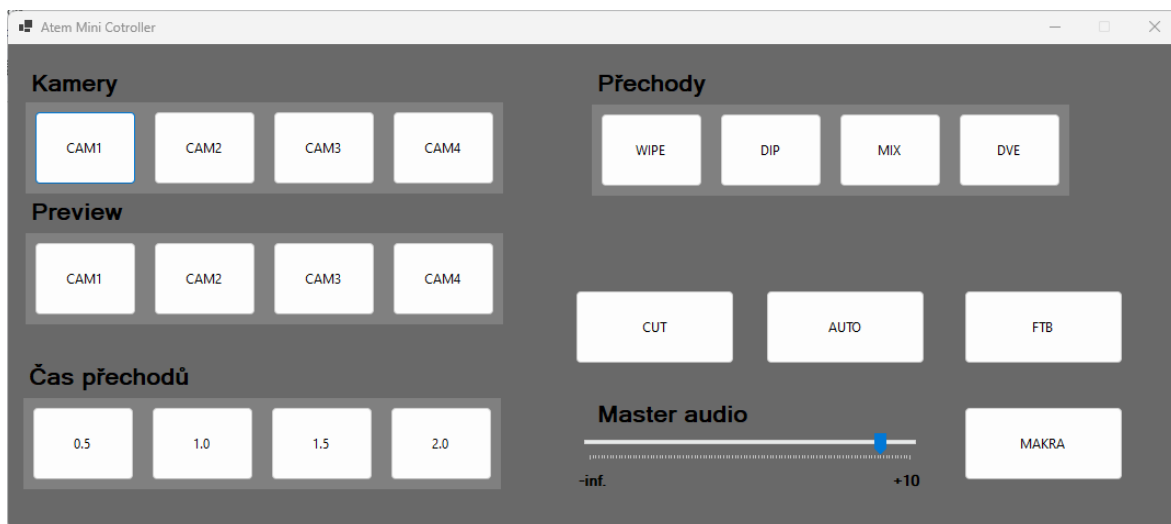 Atem Mini Cotroller
Kamery
CAM1 CAM2 CAM3 CAM4
Preview
CAM1 CAM2 CAM3 CAM4
Čas přechodů
0.5 1.0 1.5 2.0
Přechody
WIPE DIP MIX DVE
CUT AUTO FTB
Master audio
-inf. +10
MAKRA